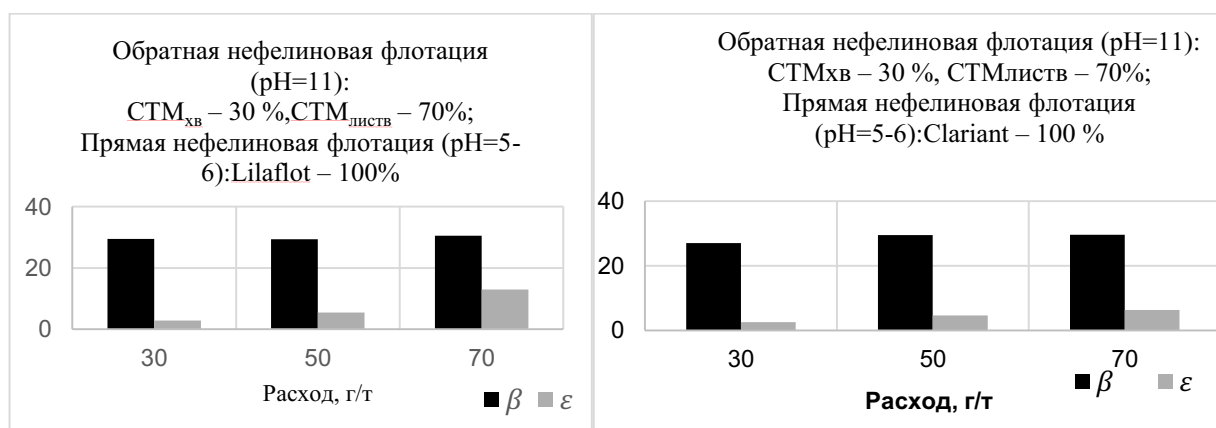 Обратная нефелиновая флотация
(pH=11):
СТМхв – 30 %,СТМлиств – 70%;
Прямая нефелиновая флотация (pH=5-
6):Lilaflot – 100%
40
20
0
30 50 70
Расход, г/т
β ε
Обратная нефелиновая флотация (pH=11):
СТМхв – 30 %, СТМлиств – 70%;
Прямая нефелиновая флотация
(pH=5-6):Clariant – 100 %
40
20
0
30 50 70
β ε
Расход, г/т